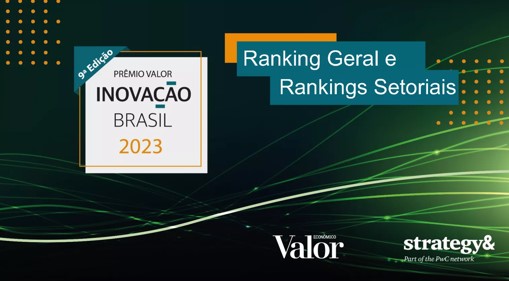 9ª Edição
PRÊMIO VALOR
INOVAÇÃO
BRASIL
2023
Ranking Geral e
Rankings Setoriais
Valor
ECONÔMICO
strategy&
Part of the PwC network